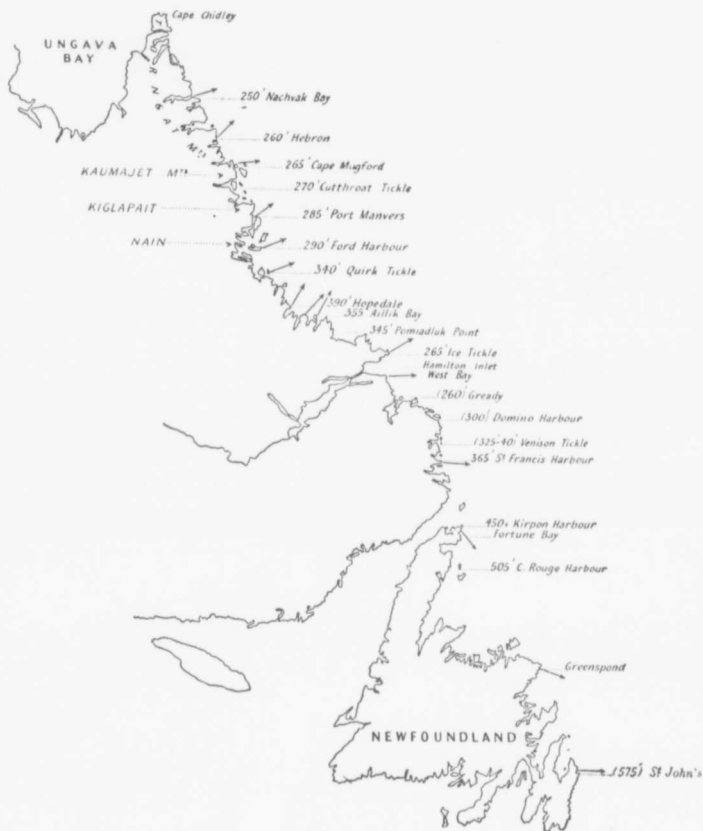 Cape Chidley
UNGAVA
BAY
250' Nachvak Bay
260' Hebron
265' Cape Mugford
KAUMAJET Mts
270' Cutthroat Tickle
KIGLAPAIT
285' Port Manvers
NAIN
290' Ford Harbour
340' Quirk Tickle
390' Hopedale
355' Aillik Bay
345' Pomiadluk Point
265' Ice Tickle
Hamilton Inlet
West Bay
(260') Gready
(300') Domino Harbour
(325'-40') Venison Tickle
365' St Francis Harbour
450± Kirpon Harbour
Fortune Bay
505' C. Rouge Harbour
Greenspond
NEWFOUNDLAND
(575') St John's